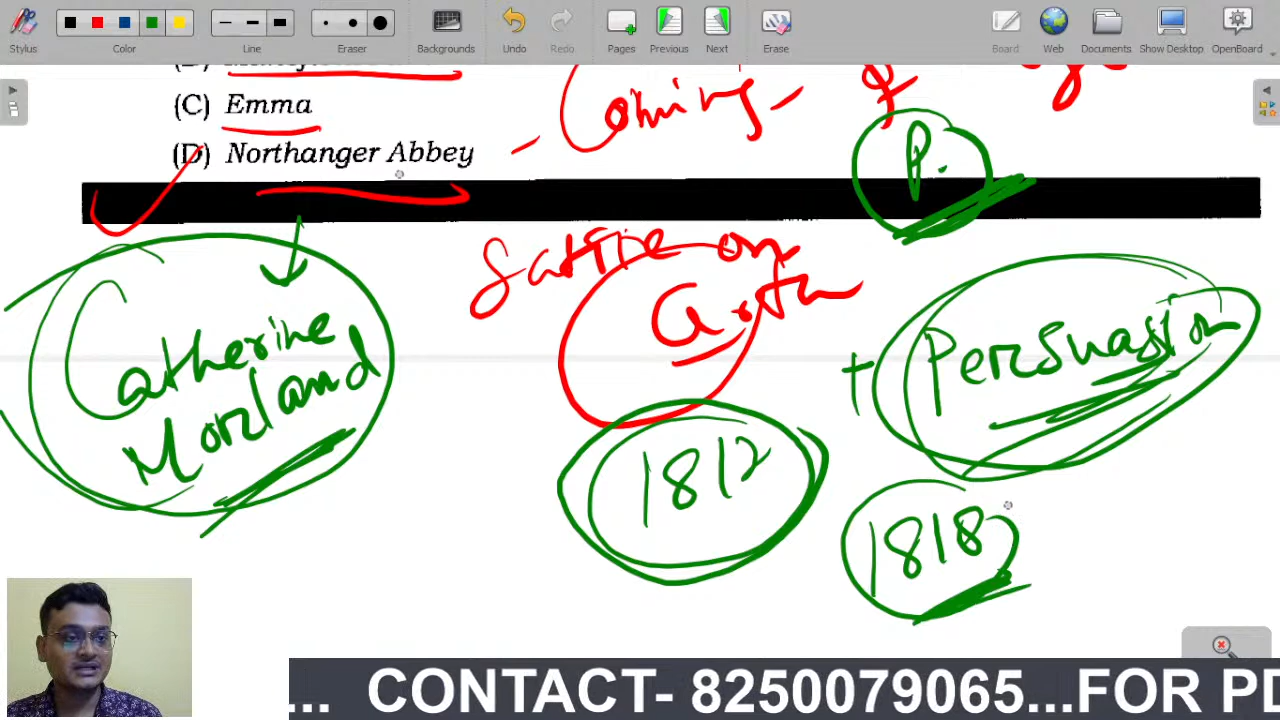 Stylus
Color
Line
Eraser
Backgrounds
Undo
Redo
Pages
Previous
Next
Erase
Board
Web
Documents
Show Desktop
OpenBoard
(C) Emma
Coming -
(D) Northanger Abbey
P.
Satire on
Goth
Catherine
Morland
+ Persuasion
1812
1818
... CONTACT- 8250079065...FOR PD